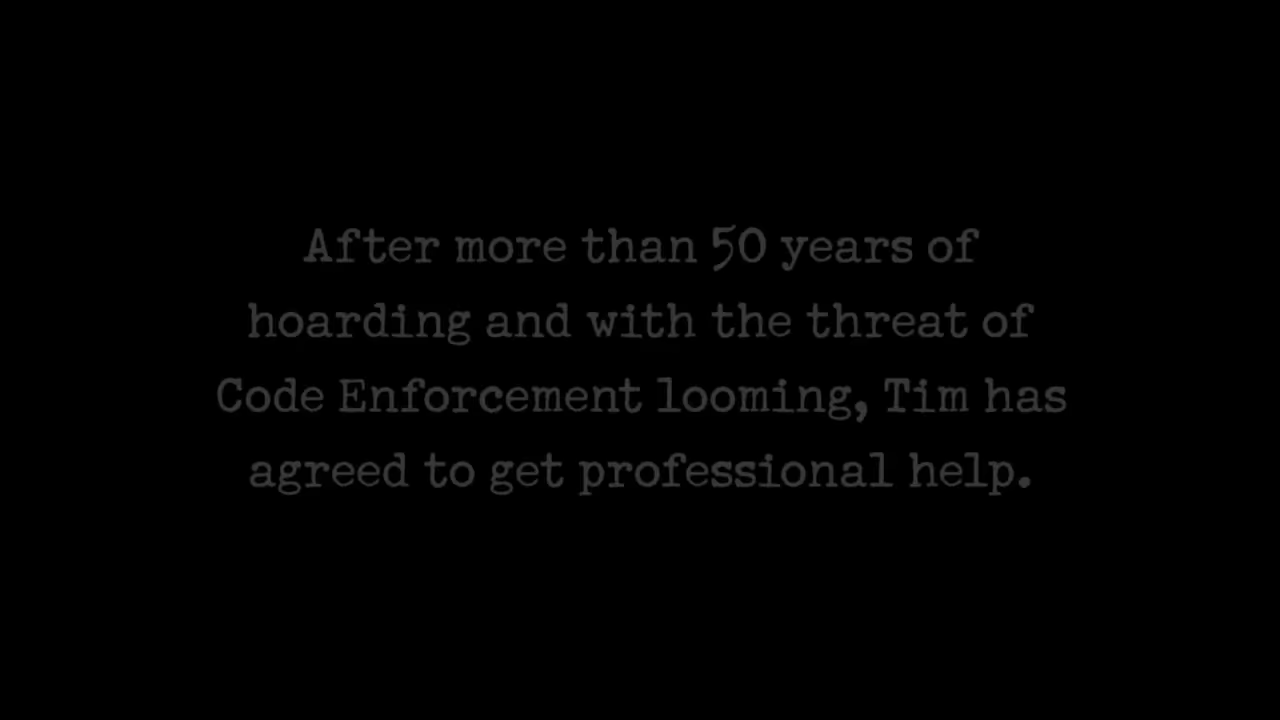 After more than 50 years of
hoarding and with the threat of
Code Enforcement looming, Tim has
agreed to get professional help.